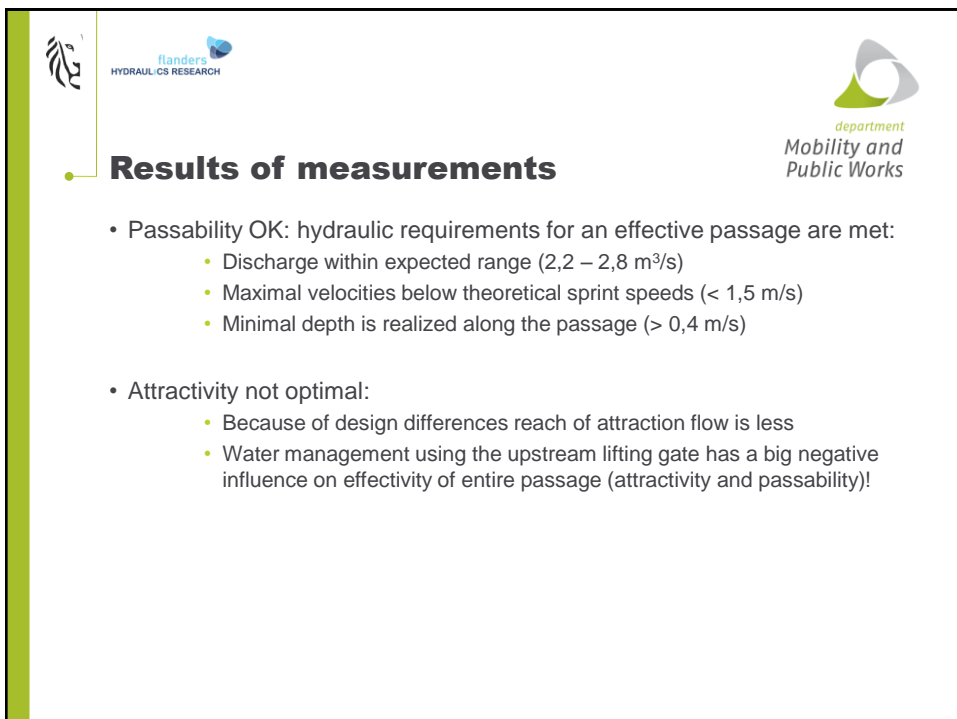 flanders
HYDRAULICS RESEARCH
department
Mobility and
Public Works
Results of measurements
• Passability OK: hydraulic requirements for an effective passage are met:
• Discharge within expected range (2,2 – 2,8 m³/s)
• Maximal velocities below theoretical sprint speeds (< 1,5 m/s)
• Minimal depth is realized along the passage (> 0,4 m/s)
• Attractivity not optimal:
• Because of design differences reach of attraction flow is less
• Water management using the upstream lifting gate has a big negative
influence on effectivity of entire passage (attractivity and passability)!